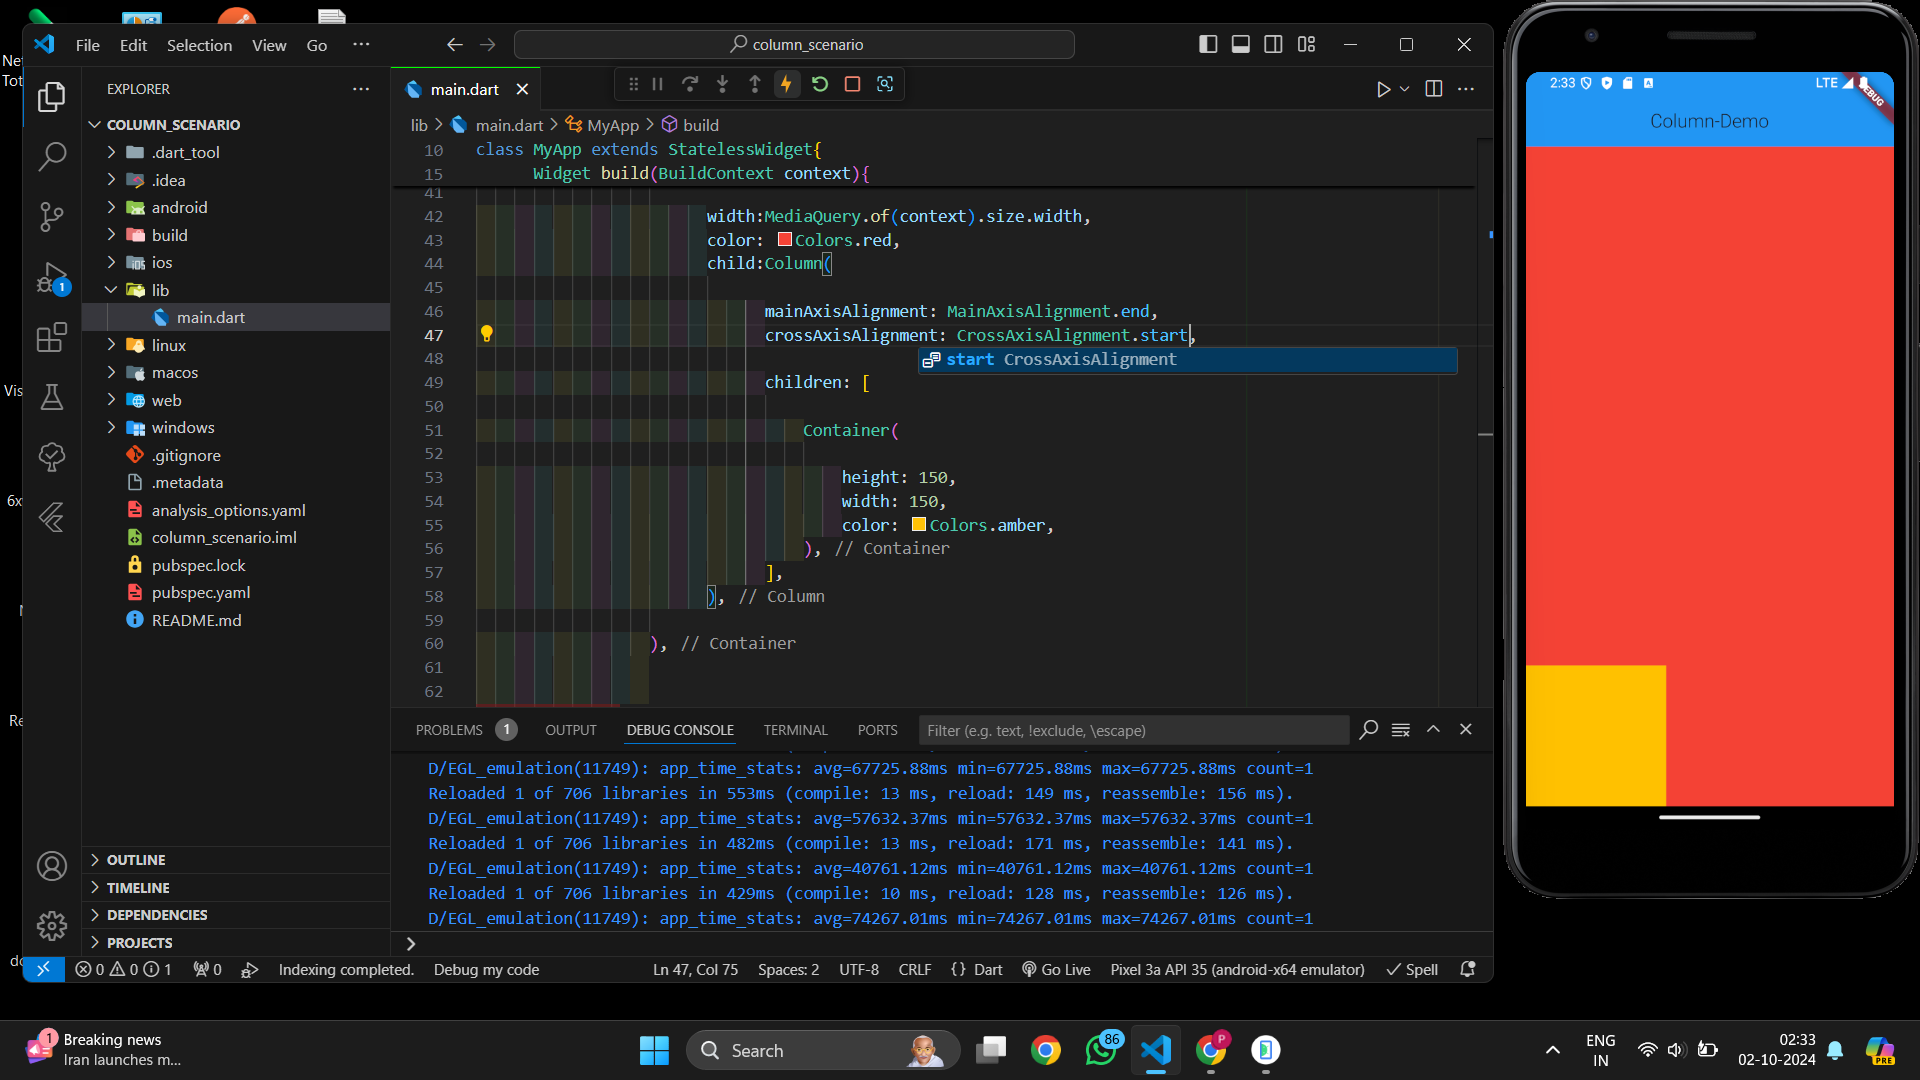 File Edit Selection View Go ···
column_scenario
EXPLORER
COLUMN_SCENARIO
.dart_tool
.idea
android
build
ios
lib
main.dart
linux
macos
web
windows
.gitignore
.metadata
analysis_options.yaml
column_scenario.iml
pubspec.lock
pubspec.yaml
README.md
OUTLINE
TIMELINE
DEPENDENCIES
PROJECTS
1
main.dart
lib > main.dart > MyApp > build
10 class MyApp extends StatelessWidget{
15 Widget build(BuildContext context){
41
42 width:MediaQuery.of(context).size.width,
43 color: Colors.red,
44 child:Column(
45
46 mainAxisAlignment: MainAxisAlignment.end,
47 crossAxisAlignment: CrossAxisAlignment.start,
start CrossAxisAlignment
48
49 children: [
50
51 Container(
52
53 height: 150,
54 width: 150,
55 color: Colors.amber,
56 ), // Container
57 ],
58 ), // Column
59
60 ), // Container
61
62
PROBLEMS 1 OUTPUT DEBUG CONSOLE TERMINAL PORTS Filter (e.g. text, !exclude, \escape)
D/EGL_emulation(11749): app_time_stats: avg=67725.88ms min=67725.88ms max=67725.88ms count=1
Reloaded 1 of 706 libraries in 553ms (compile: 13 ms, reload: 149 ms, reassemble: 156 ms).
D/EGL_emulation(11749): app_time_stats: avg=57632.37ms min=57632.37ms max=57632.37ms count=1
Reloaded 1 of 706 libraries in 482ms (compile: 13 ms, reload: 171 ms, reassemble: 141 ms).
D/EGL_emulation(11749): app_time_stats: avg=40761.12ms min=40761.12ms max=40761.12ms count=1
Reloaded 1 of 706 libraries in 429ms (compile: 10 ms, reload: 128 ms, reassemble: 126 ms).
D/EGL_emulation(11749): app_time_stats: avg=74267.01ms min=74267.01ms max=74267.01ms count=1
0 0 1 0 Indexing completed. Debug my code Ln 47, Col 75 Spaces: 2 UTF-8 CRLF {} Dart Go Live Pixel 3a API 35 (android-x64 emulator) Spell
2:33 LTE
DEBUG
Column-Demo
Tot
Vis
6x
Re
1
Breaking news
Iran launches m...
Search
86
P
ENG
IN
02:33
02-10-2024
PRE